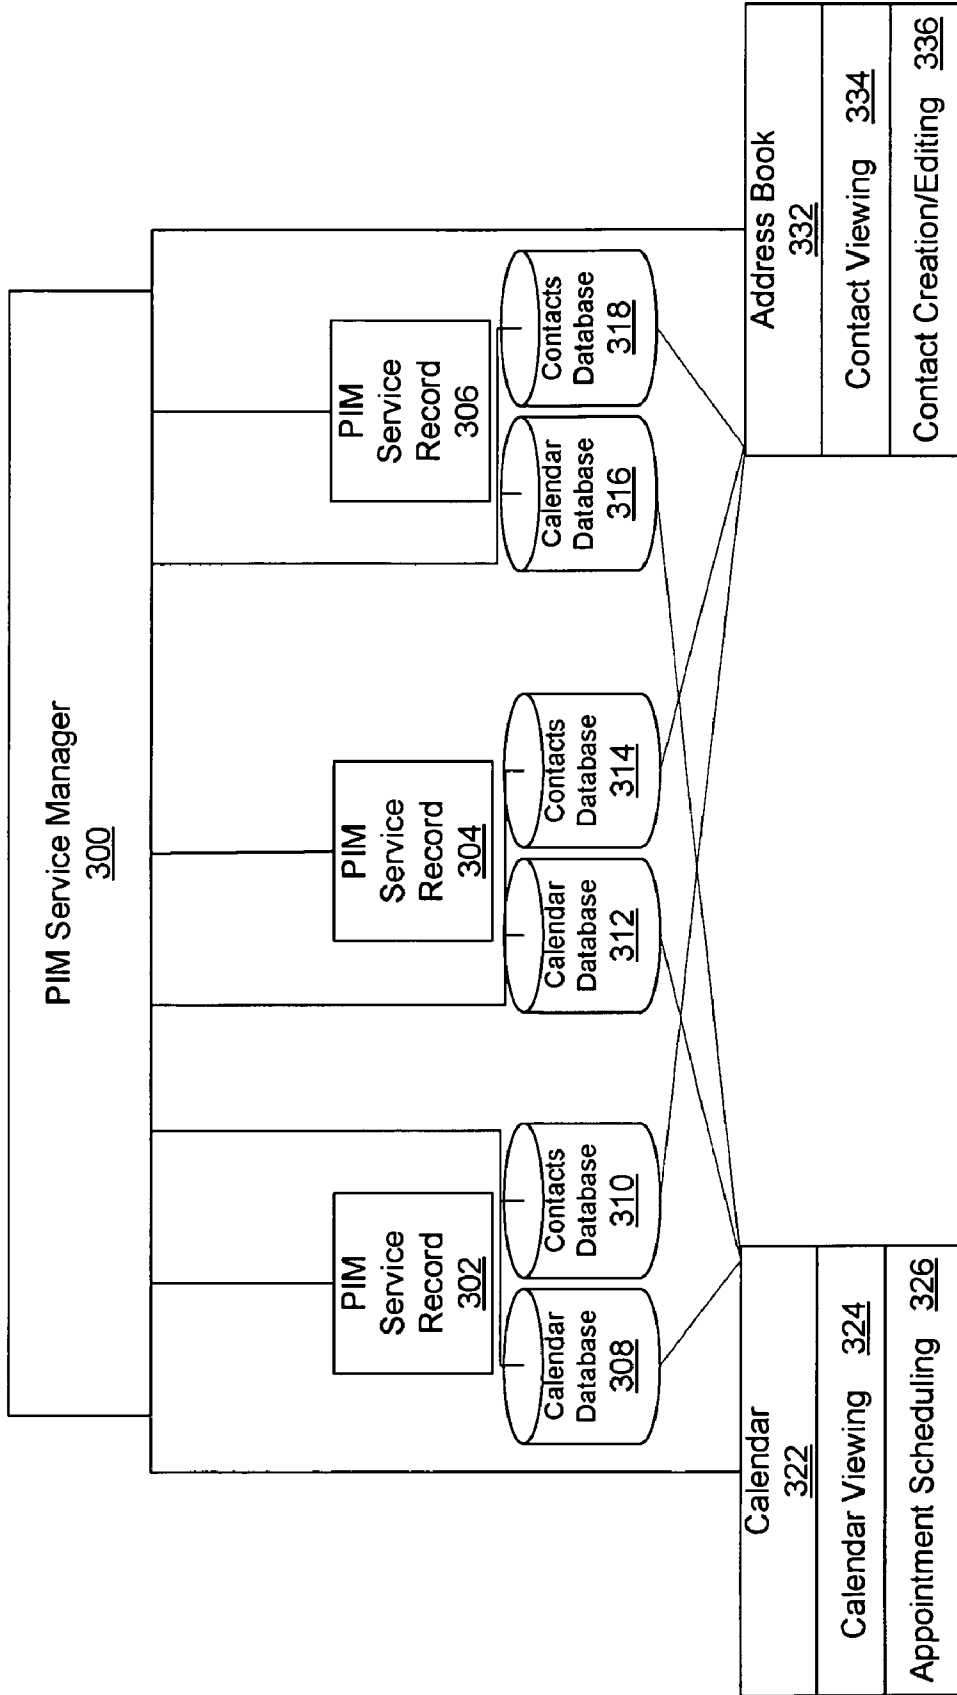 PIM Service Manager
300
PIM
Service
Record
302
PIM
Service
Record
304
PIM
Service
Record
306
Calendar
Database
308
Contacts
Database
310
Calendar
Database
312
Contacts
Database
314
Calendar
Database
316
Contacts
Database
318
Calendar
322
Calendar Viewing 324
Appointment Scheduling 326
Address Book
332
Contact Viewing 334
Contact Creation/Editing 336